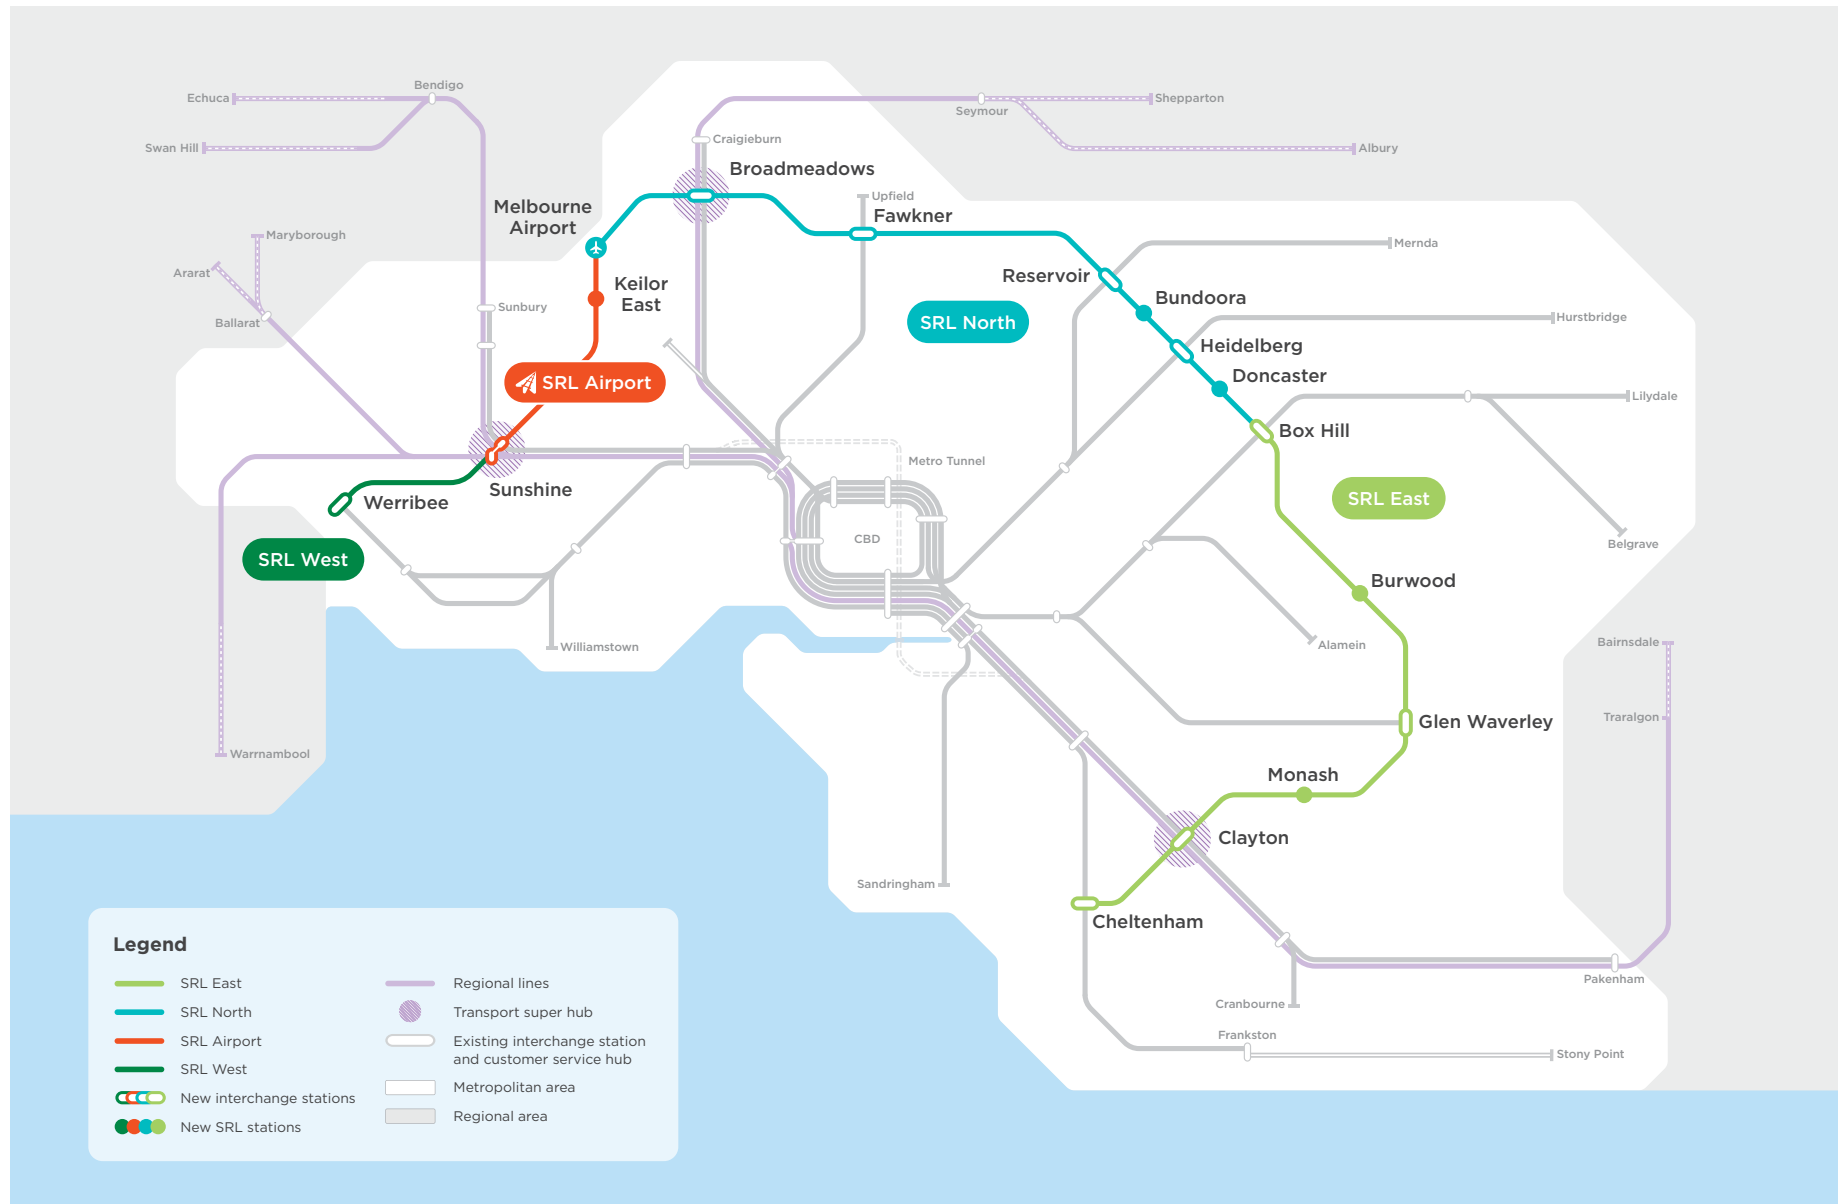 Bendigo
Echuca
Shepparton
Seymour
Craigieburn
Swan Hill
Albury
Broadmeadows
Melbourne
Airport
Upfield
Fawkner
Maryborough
Mernda
Ararat
Keilor
East
Reservoir
Bundoora
Sunbury
Ballarat
SRL North
Hurstbridge
Heidelberg
SRL Airport
Doncaster
Lilydale
Box Hill
Metro Tunnel
Sunshine
Werribee
SRL East
CBD
Belgrave
SRL West
Burwood
Williamstown
Alamein
Bairnsdale
Glen Waverley
Traralgon
Warrnambool
Monash
Clayton
Sandringham
Cheltenham
Pakenham
Cranbourne
Frankston
Stony Point
Legend
SRL East
SRL North
SRL Airport
SRL West
New interchange stations
New SRL stations
Regional lines
Transport super hub
Existing interchange station
and customer service hub
Metropolitan area
Regional area